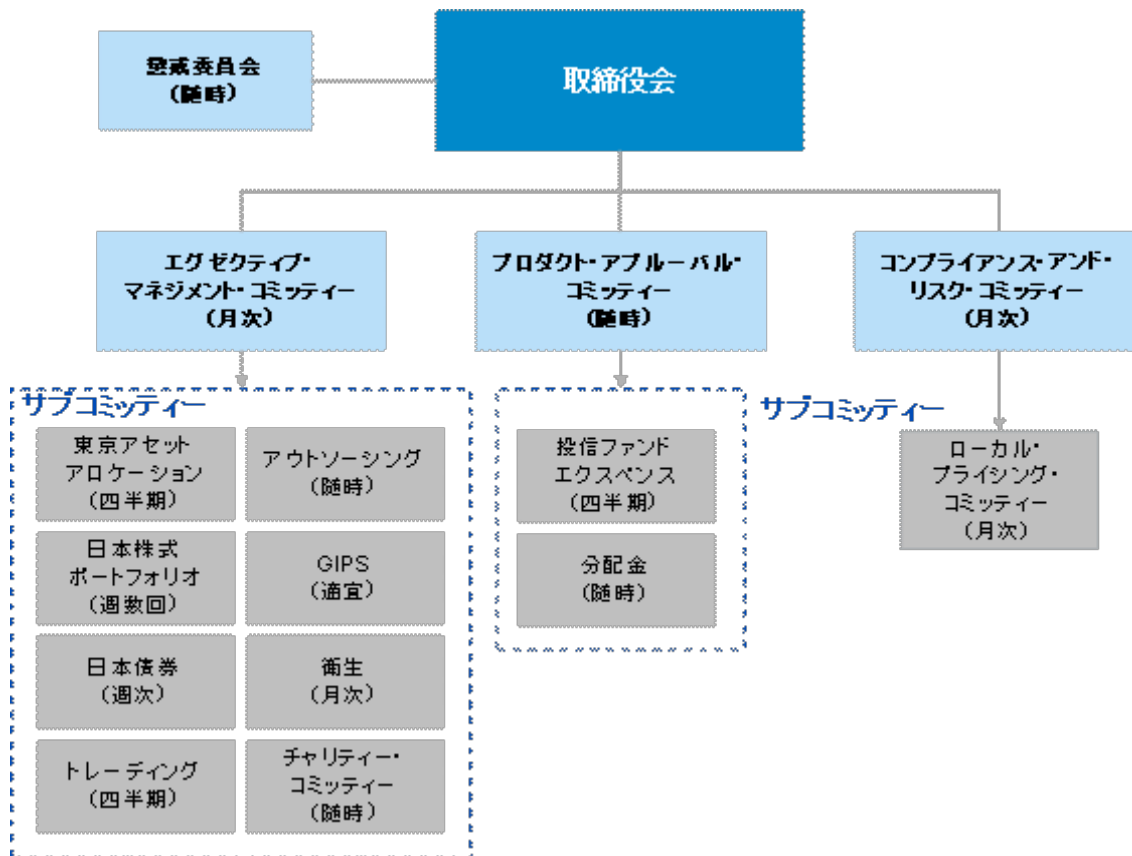 懲戒委員会
(随時)
取締役会
エグゼクティブ・
マネジメント・コミッティー
(月次)
プロダクト・アプルーバル・
コミッティー
(随時)
コンプライアンス・アンド・
リスク・コミッティー
(月次)
サブコミッティー
東京アセット
アロケーション
(四半期)
アウトソーシング
(随時)
日本株式
ポートフォリオ
(週数回)
GIPS
(適宜)
日本債券
(週次)
衛生
(月次)
トレーディング
(四半期)
チャリティー・
コミッティー
(随時)
投信ファンド
エクスペンス
(四半期)
分配金
(随時)
サブコミッティー
ローカル・
プライシング・
コミッティー
(月次)